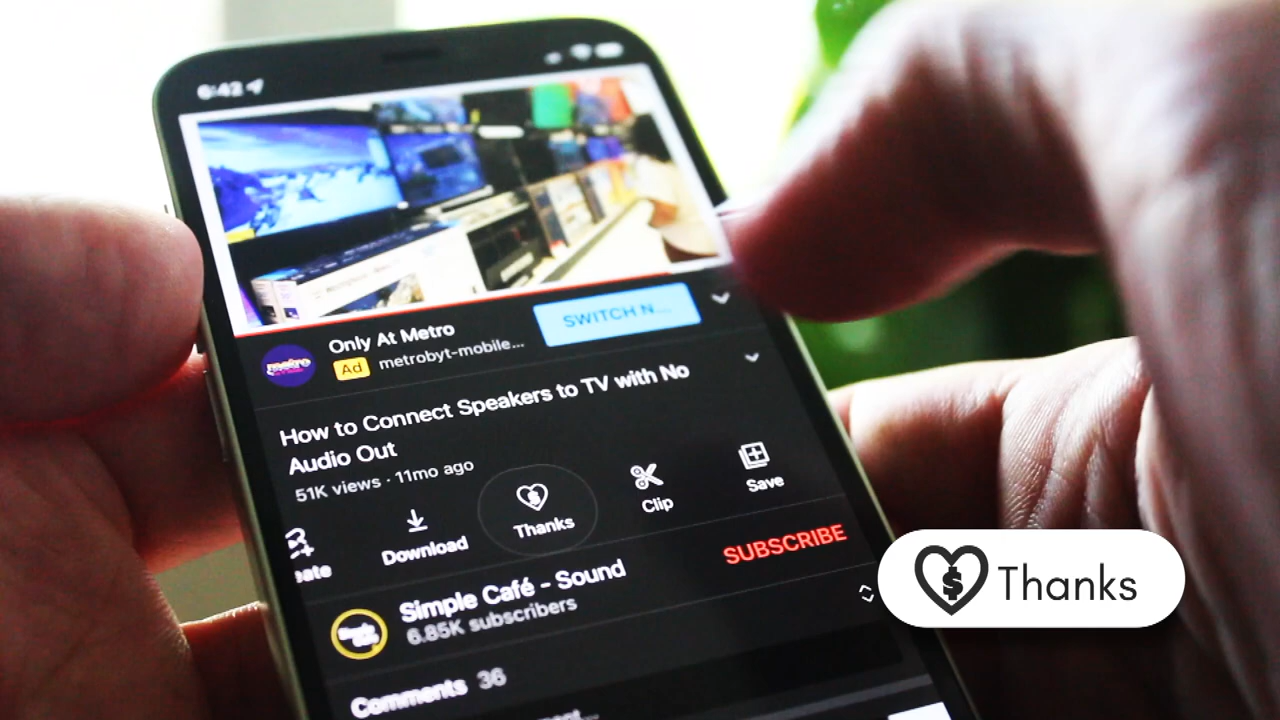 6:42
Only At Metro
SWITCH N...
metro
Ad metrobyt-mobile...
How to Connect Speakers to TV with No
Audio Out
51K views · 11mo ago
eate
Download
Thanks
Clip
Save
Simple Café - Sound
SUBSCRIBE
6.85K subscribers
Comments 36
$ Thanks